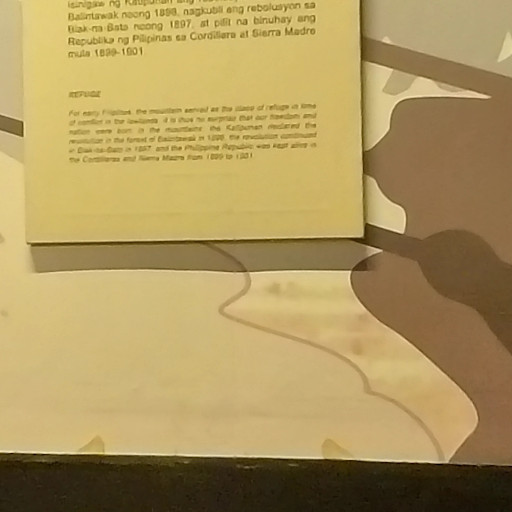 isinigaw ng Katipunan ang
Balintawak noong 1896, nagkubli ang rebolusyon sa
Biak-na-Bato noong 1897, at pilit na binuhay ang
Republika ng Pilipinas sa Cordillera at Sierra Madre
mula 1899-1901.
REFUGE
For early Filipinos, the mountain served as the place of refuge in time
of conflict in the lowlands. It is thus no surprise that our freedom and
nation were born in the mountains: the Katipunan declared the
revolution in the forest of Balintawak in 1896, the revolution continued
in Biak-na-Bato in 1897, and the Philippine Republic was kept alive in
the Cordilleras and Sierra Madre from 1899 to 1901.